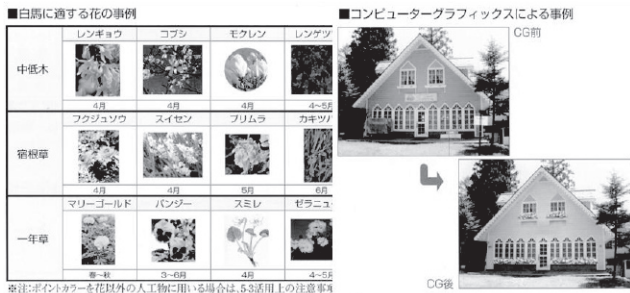 ■白馬に適する花の事例
レンギョウ コブシ モクレン レンゲツツ
中低木
4月 4月 4月 4~5月
フクジュソウ スイセン プリムラ カキツバ
宿根草
4月 4月 5月 6月
マリーゴールド パンジー スミレ ゼラニュー
一年草
春~秋 3~6月 4月 4~5月
※注:ポイントカラーを花以外の人工物に用いる場合は、5-3活用上の注意事項
■コンピューターグラフィックスによる事例
CG前
CG後